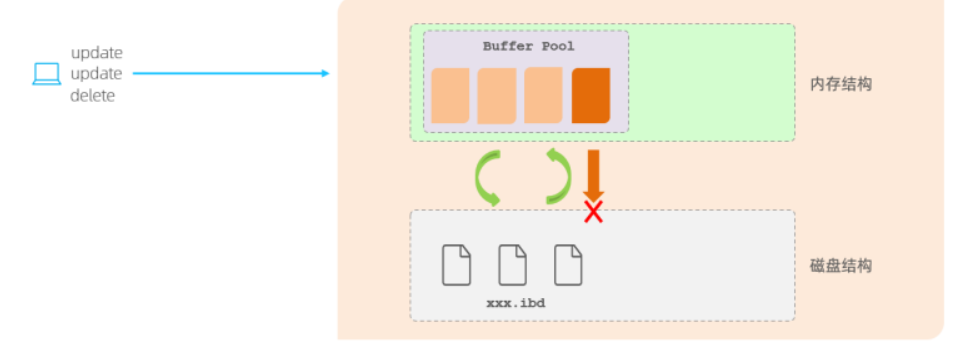 update
update
delete
Buffer Pool
内存结构
磁盘结构
xxx.ibd